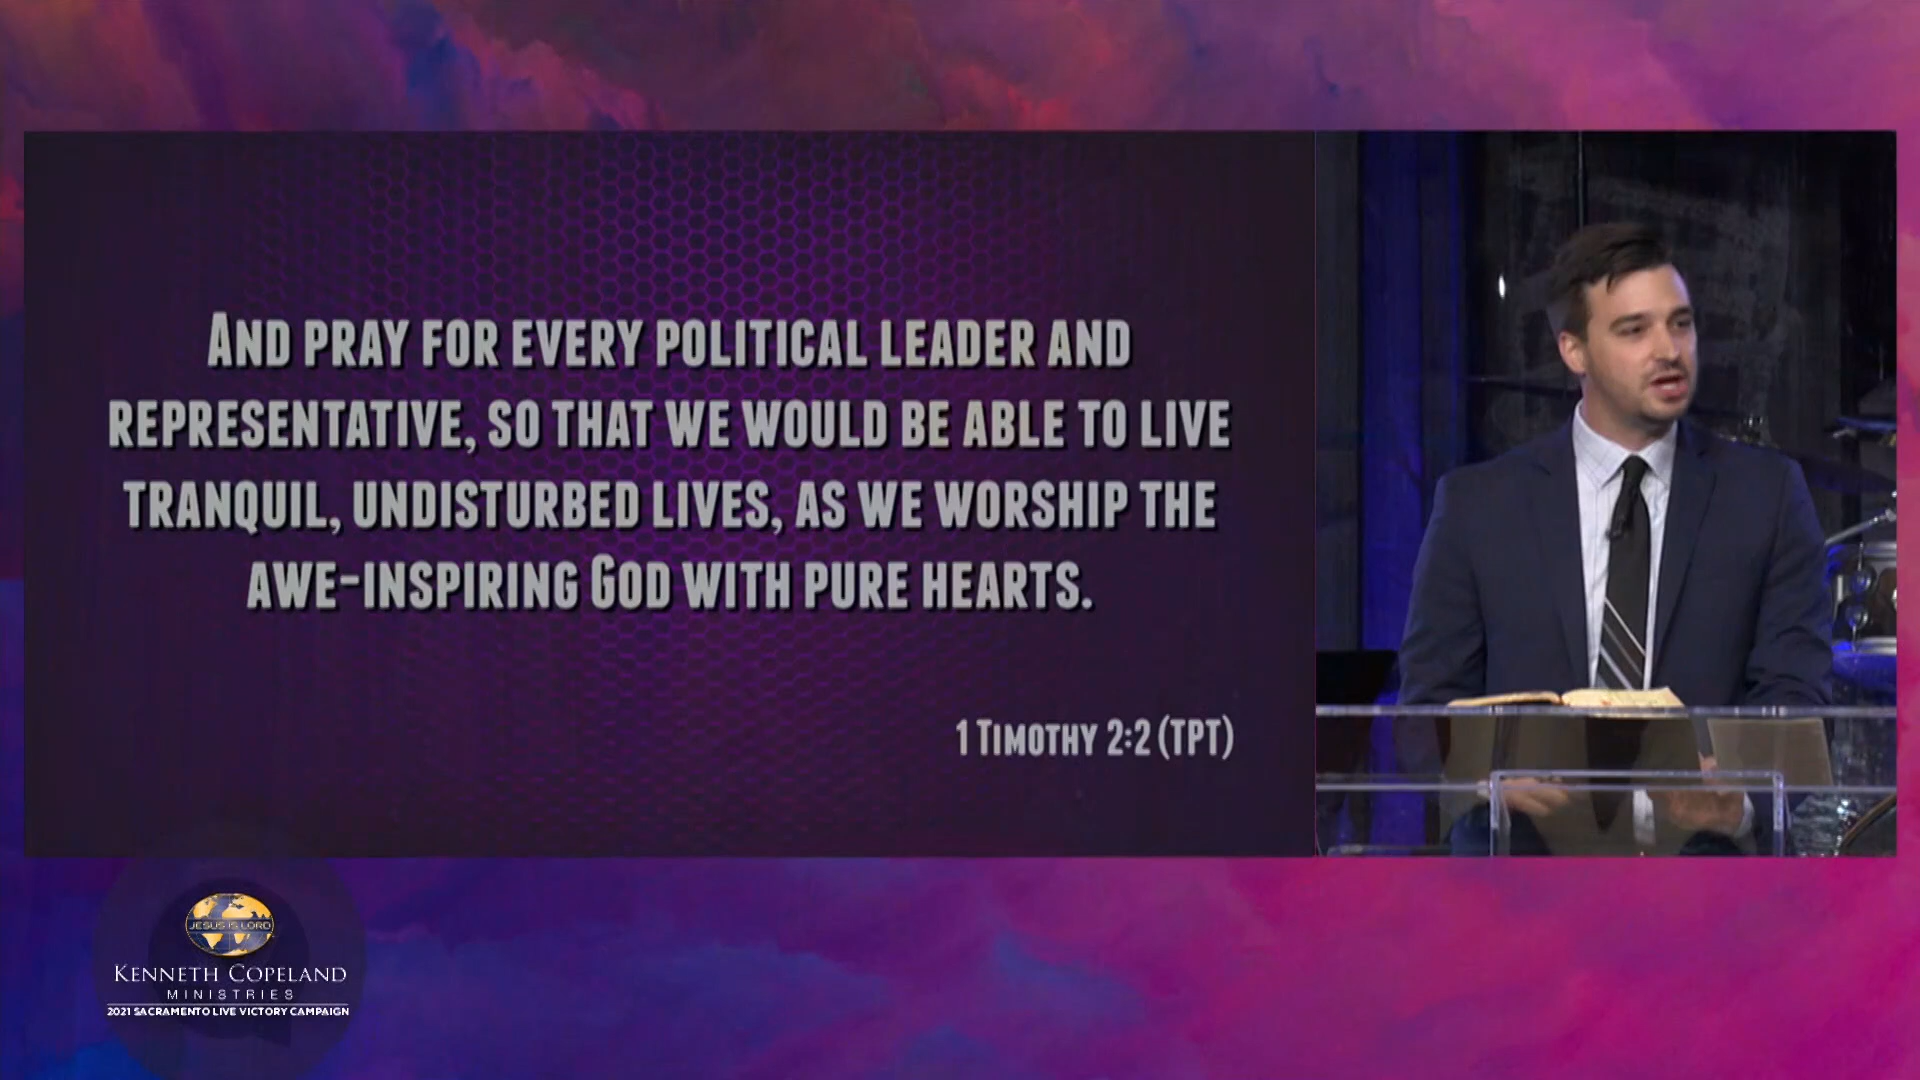 And pray for every political leader and
representative, so that we would be able to live
tranquil, undisturbed lives, as we worship the
awe-inspiring God with pure hearts.
1 Timothy 2:2 (TPT)
JESUS IS LORD
Kenneth Copeland
MINISTRIES
2021 SACRAMENTO LIVE VICTORY CAMPAIGN